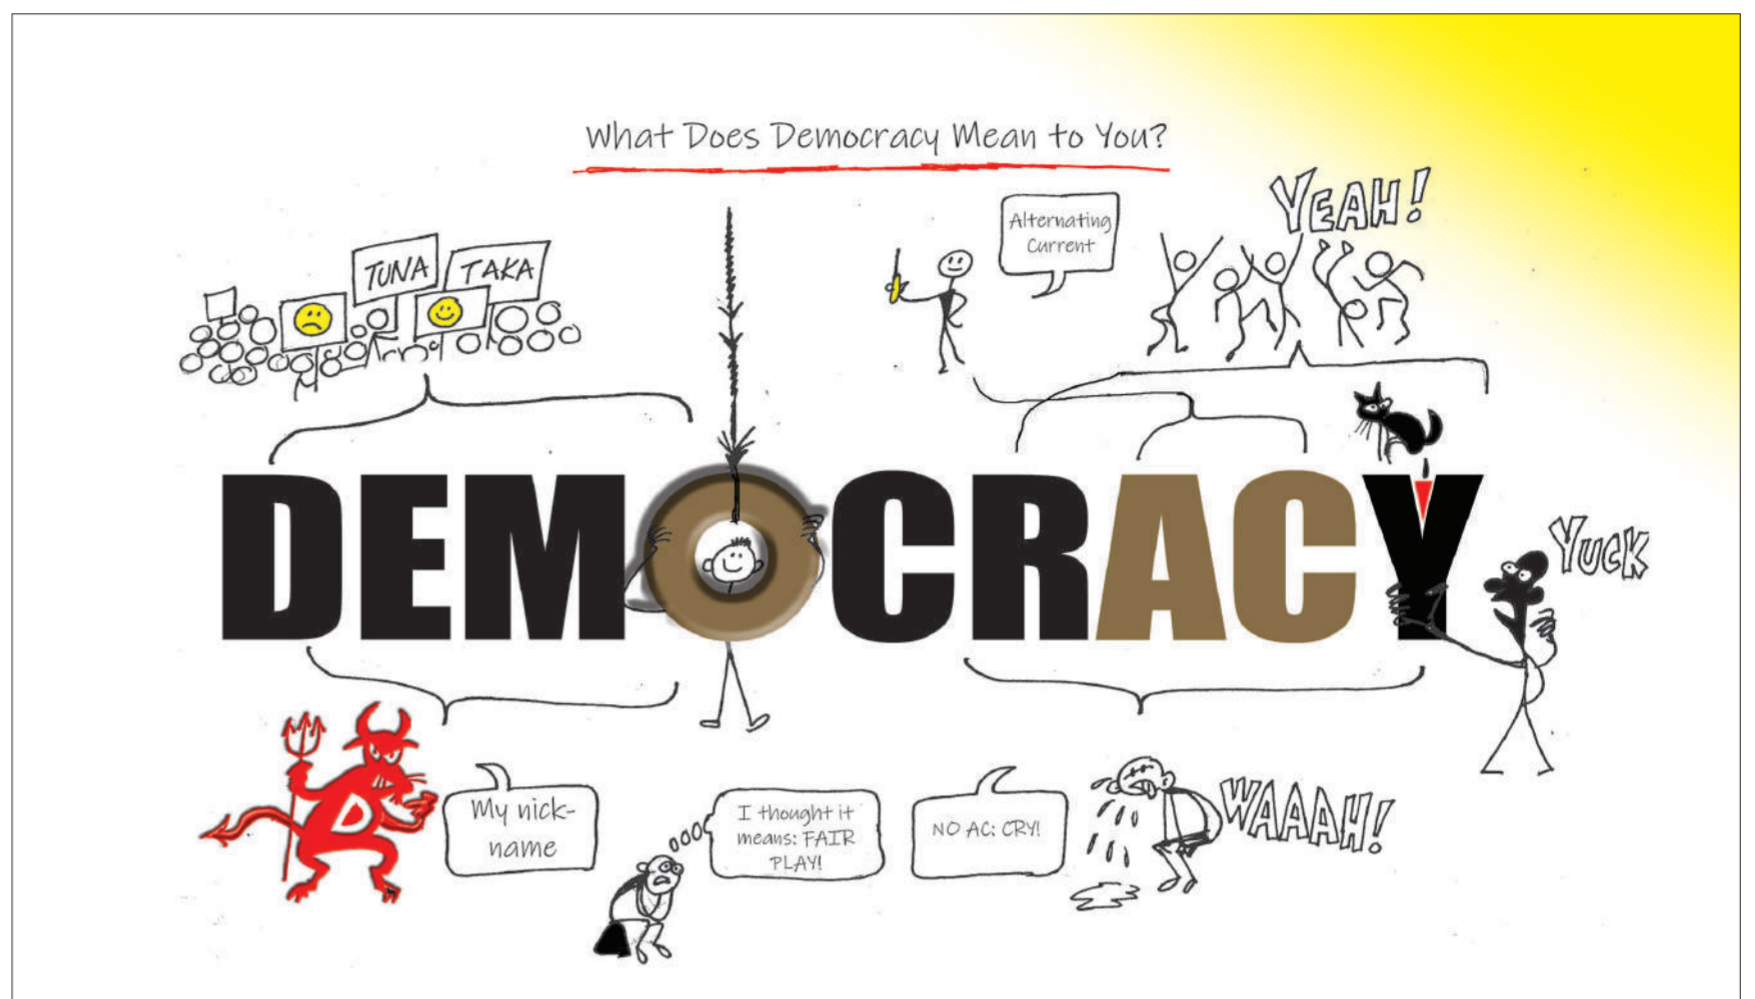 What Does Democracy Mean to You?
TUNA
TAKA
Alternating
Current
YEAH!
DEMOCRACY
YUCK
D
My nick-
name
I thought it
means: FAIR
PLAY!
NO AC: CRY!
WAAAH!